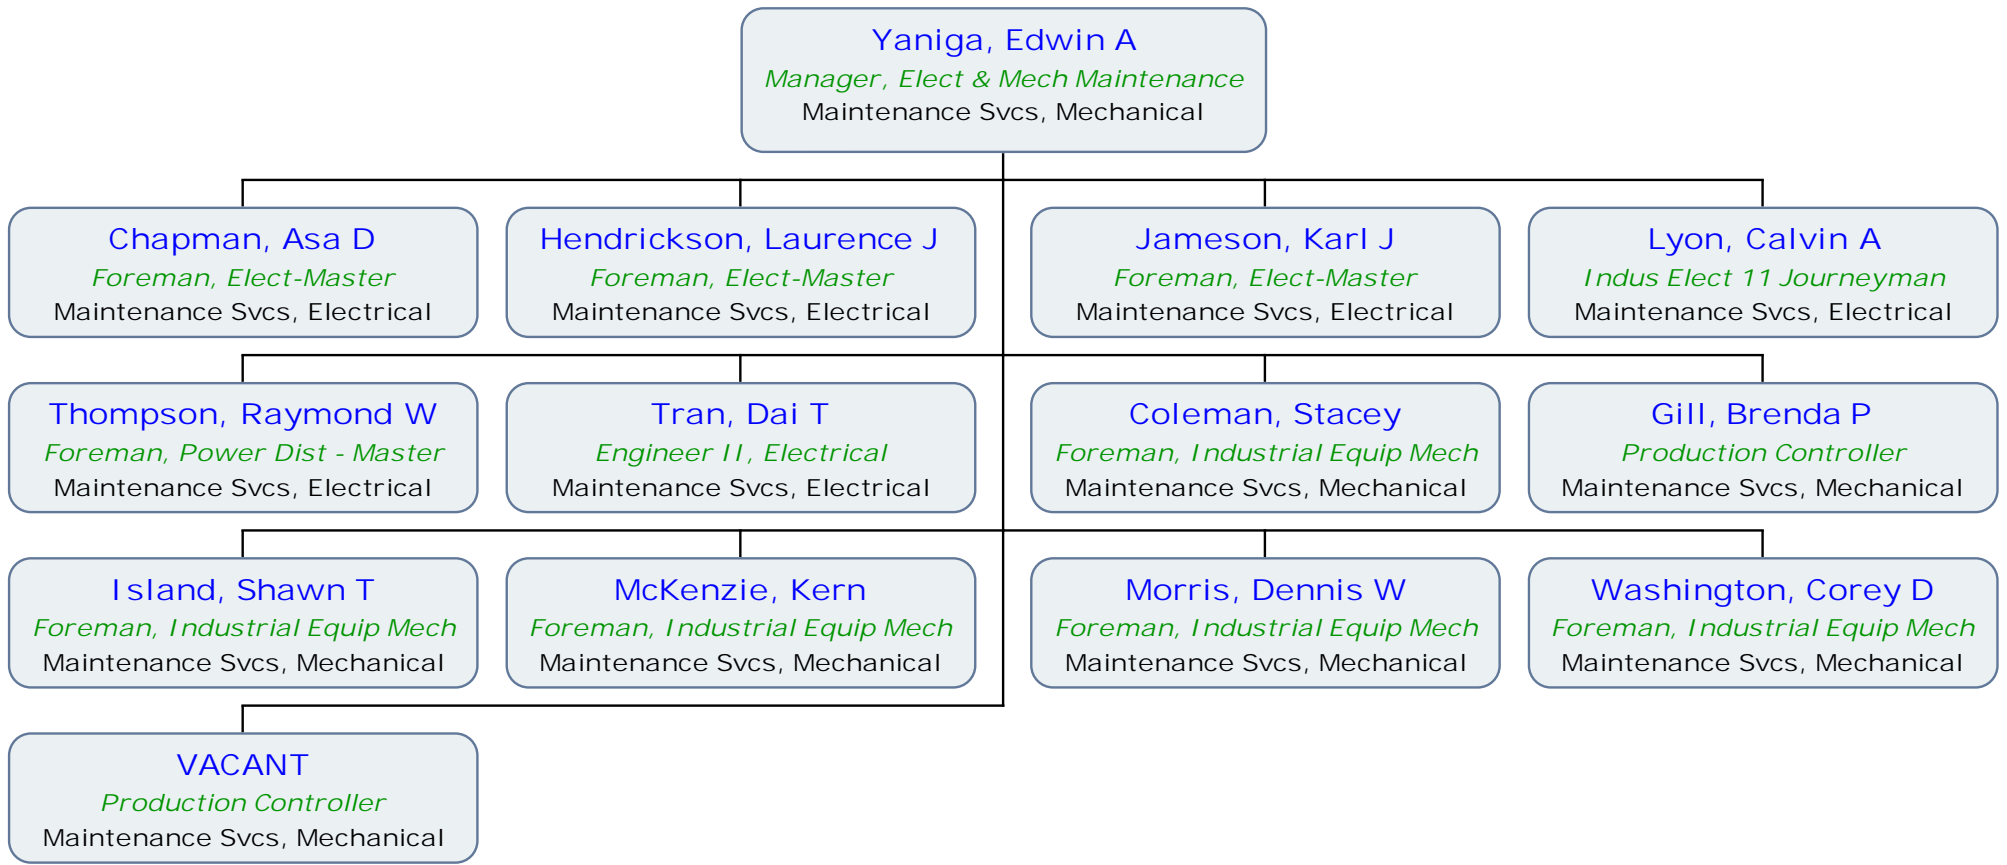 Yaniga, Edwin A
Manager, Elect & Mech Maintenance
Maintenance Svcs, Mechanical
Chapman, Asa D
Foreman, Elect-Master
Maintenance Svcs, Electrical
Hendrickson, Laurence J
Foreman, Elect-Master
Maintenance Svcs, Electrical
Jameson, Karl J
Foreman, Elect-Master
Maintenance Svcs, Electrical
Lyon, Calvin A
Indus Elect 11 Journeyman
Maintenance Svcs, Electrical
Thompson, Raymond W
Foreman, Power Dist - Master
Maintenance Svcs, Electrical
Tran, Dai T
Engineer II, Electrical
Maintenance Svcs, Electrical
Coleman, Stacey
Foreman, Industrial Equip Mech
Maintenance Svcs, Mechanical
Gill, Brenda P
Production Controller
Maintenance Svcs, Mechanical
Island, Shawn T
Foreman, Industrial Equip Mech
Maintenance Svcs, Mechanical
McKenzie, Kern
Foreman, Industrial Equip Mech
Maintenance Svcs, Mechanical
Morris, Dennis W
Foreman, Industrial Equip Mech
Maintenance Svcs, Mechanical
Washington, Corey D
Foreman, Industrial Equip Mech
Maintenance Svcs, Mechanical
VACANT
Production Controller
Maintenance Svcs, Mechanical